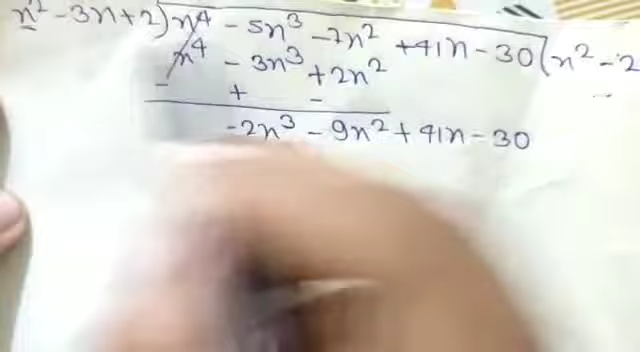 x² - 3x + 2) x⁴ - 5x³ - 7x² + 41x - 30 (x² - 2
x⁴ - 3x³ + 2x²
- + -
-2x³ - 9x² + 41x - 30